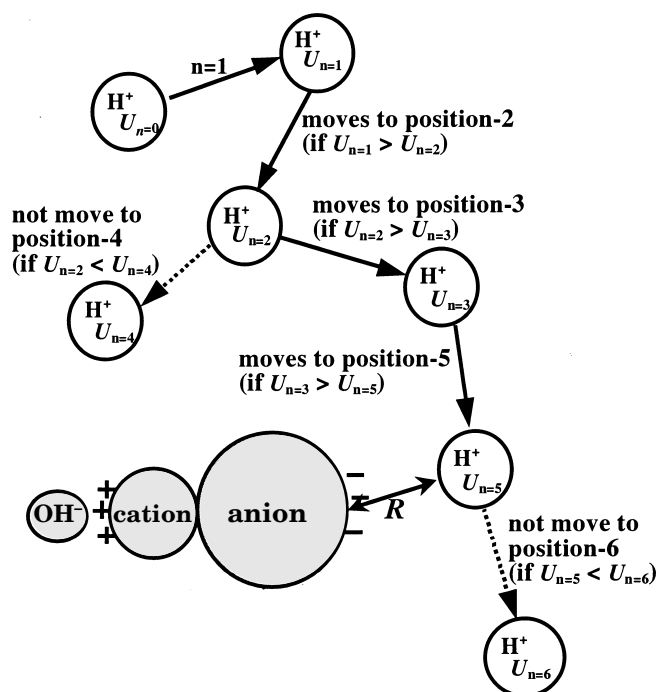 H⁺
Uₙ₌₁
n=1
H⁺
Uₙ₌₀
moves to position-2
(if Uₙ₌₁ > Uₙ₌₂)
H⁺
Uₙ₌₂
not move to
position-4
(if Uₙ₌₂ < Uₙ₌₄)
moves to position-3
(if Uₙ₌₂ > Uₙ₌₃)
H⁺
Uₙ₌₃
H⁺
Uₙ₌₄
moves to position-5
(if Uₙ₌₃ > Uₙ₌₅)
H⁺
Uₙ₌₅
OH⁻
+
+
+
cation
anion
−
−
−
R
not move to
position-6
(if Uₙ₌₅ < Uₙ₌₆)
H⁺
Uₙ₌₆